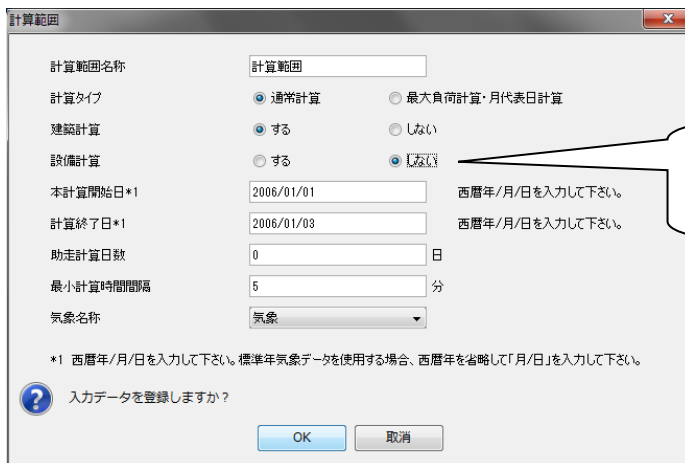 計算範囲
計算範囲名称 計算範囲
計算タイプ 通常計算 最大負荷計算・月代表日計算
建築計算 する しない
設備計算 する しない
本計算開始日*1 2006/01/01 西暦年/月/日を入力して下さい。
計算終了日*1 2006/01/03 西暦年/月/日を入力して下さい。
助走計算日数 0 日
最小計算時間間隔 5 分
気象名称 気象
*1 西暦年/月/日を入力して下さい。標準年気象データを使用する場合、西暦年を省略して「月/日」を入力して下さい。
入力データを登録しますか?
OK 取消